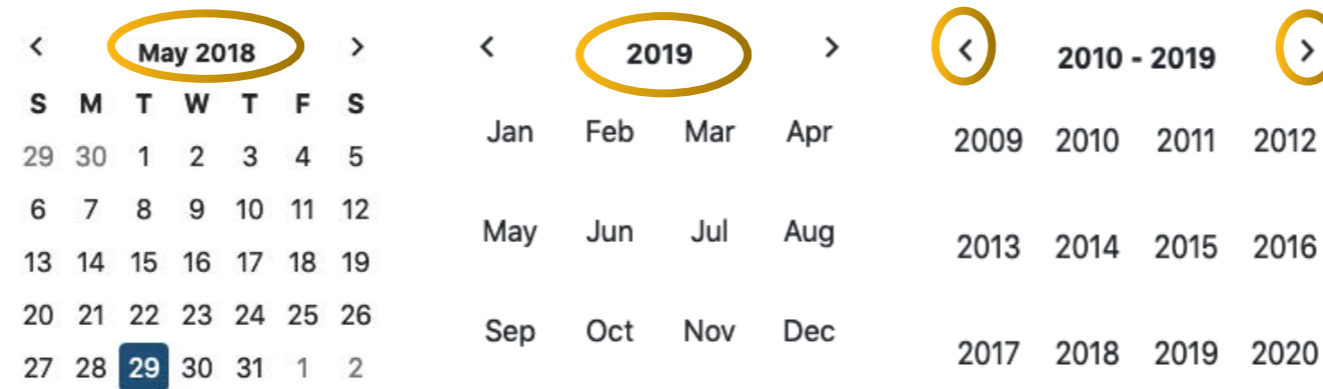 < May 2018 >
S M T W T F S
29 30 1 2 3 4 5
6 7 8 9 10 11 12
13 14 15 16 17 18 19
20 21 22 23 24 25 26
27 28 29 30 31 1 2
< 2019 >
Jan Feb Mar Apr
May Jun Jul Aug
Sep Oct Nov Dec
< 2010 - 2019 >
2009 2010 2011 2012
2013 2014 2015 2016
2017 2018 2019 2020